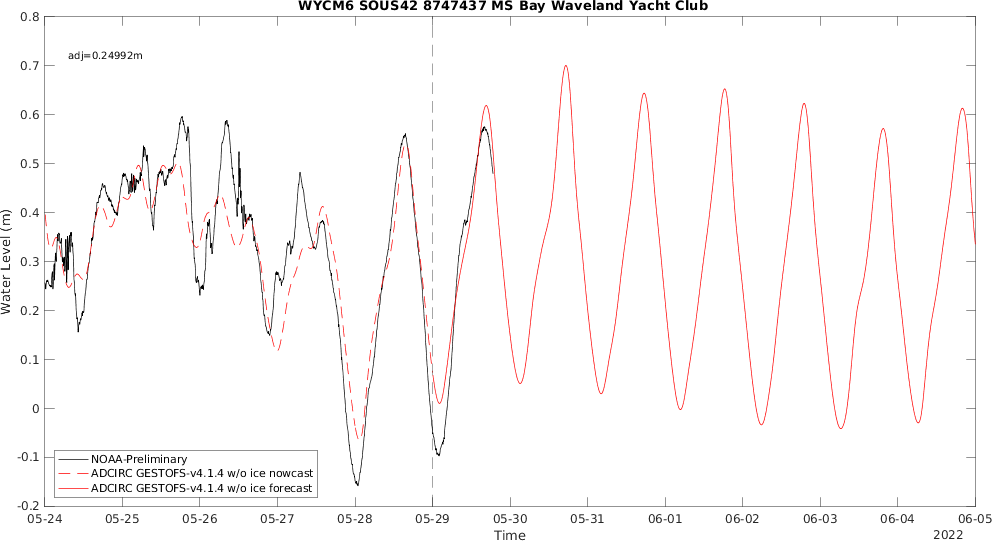 WYCM6 SOUS42 8747437 MS Bay Waveland Yacht Club
0.8
adj=0.24992m
0.7
0.6
0.5
0.4
0.3
0.2
0.1
0
-0.1
-0.2
Water Level (m)
NOAA-Preliminary
ADCIRC GESTOFS-v4.1.4 w/o ice nowcast
ADCIRC GESTOFS-v4.1.4 w/o ice forecast
05-24 05-25 05-26 05-27 05-28 05-29 05-30 05-31 06-01 06-02 06-03 06-04 06-05
Time
2022